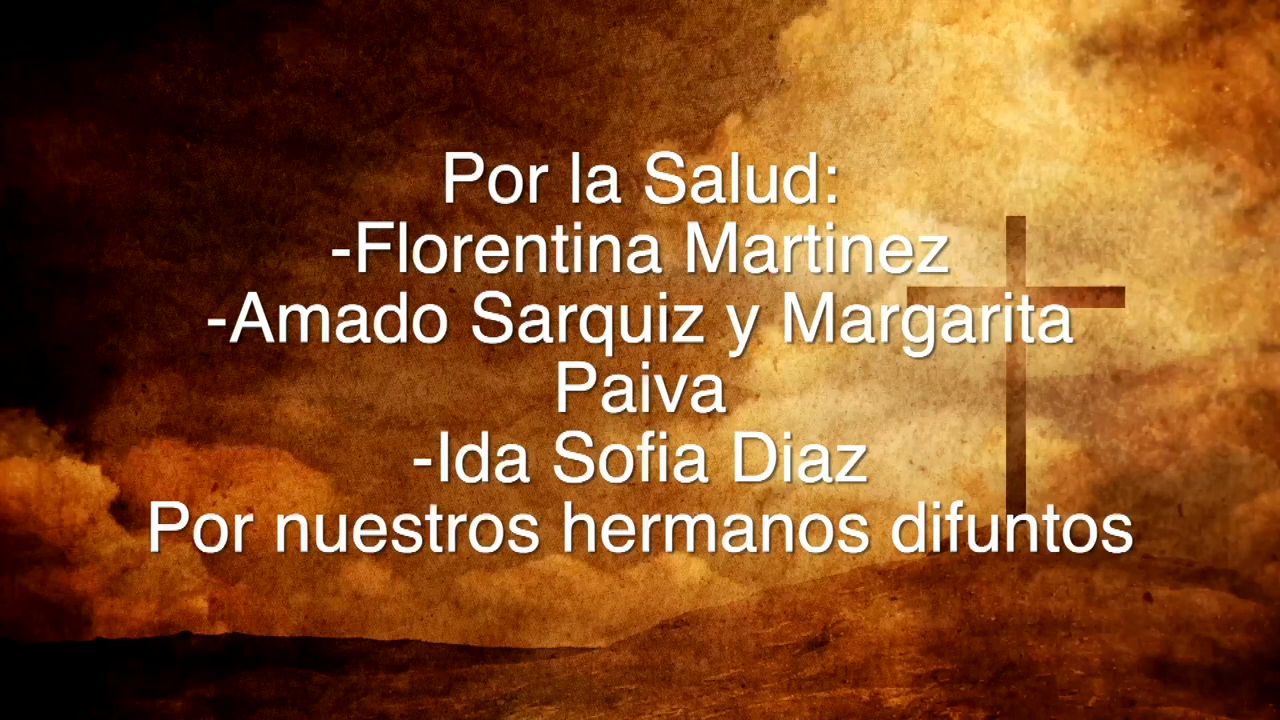 Por la Salud:
-Florentina Martinez
-Amado Sarquiz y Margarita
Paiva
-Ida Sofia Diaz
Por nuestros hermanos difuntos